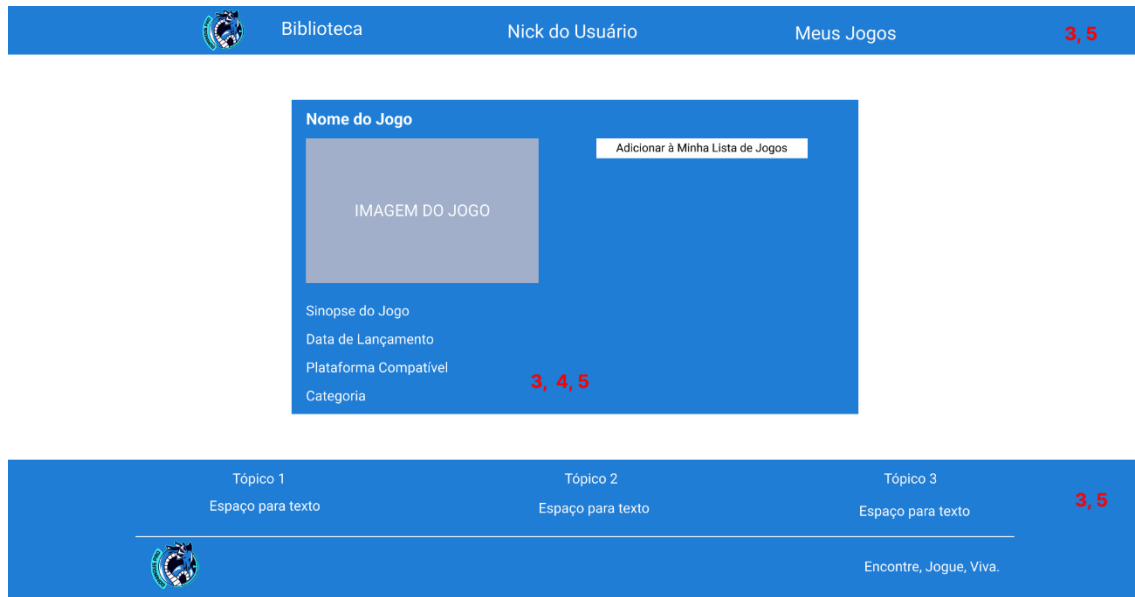 Biblioteca
Nick do Usuário
Meus Jogos
3, 5
Nome do Jogo
Adicionar à Minha Lista de Jogos
IMAGEM DO JOGO
Sinopse do Jogo
Data de Lançamento
Plataforma Compatível
Categoria
3, 4, 5
Tópico 1
Tópico 2
Tópico 3
Espaço para texto
Espaço para texto
Espaço para texto
3, 5
Encontre, Jogue, Viva.